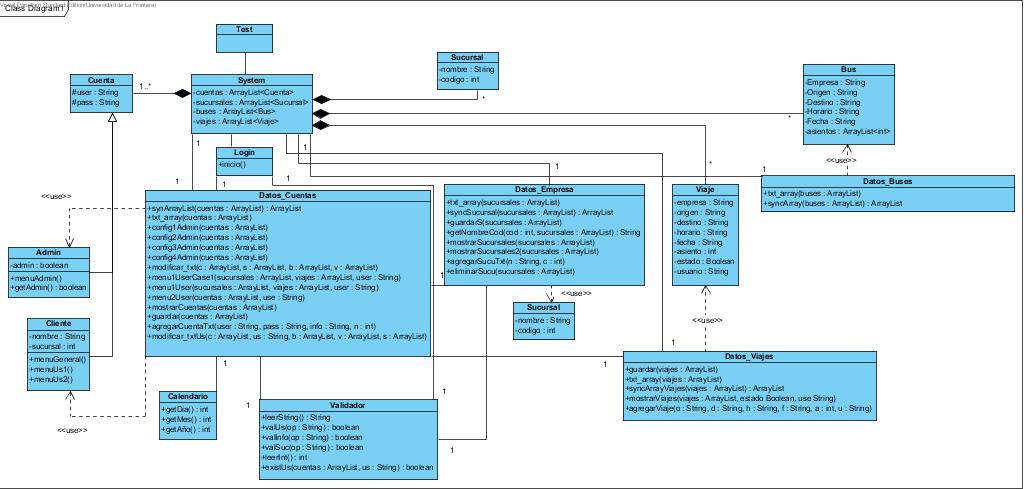 Visual Paradigm Standard Edition(Universidad de La Frontera)
Class Diagram1
Test
Cuenta
#user : String
#pass : String
1..*
System
-cuentas : ArrayList<Cuenta>
-sucursales : ArrayList<Sucursal>
-buses : ArrayList<Bus>
-viajes : ArrayList<Viaje>
Sucursal
-nombre : String
-codigo : int
*
Bus
-Empresa : String
-Origen : String
-Destino : String
-Horario : String
-Fecha : String
-asientos : ArrayList<int>
*
*
Login
+inicio()
1
1
1
1
1
1
<<use>>
Datos_Buses
+txt_array(buses : ArrayList)
+syncArray(buses : ArrayList) : ArrayList
<<use>>
Datos_Cuentas
+synArrayList(cuentas : ArrayList) : ArrayList
+txt_array(cuentas : ArrayList)
+config1Admin(cuentas : ArrayList)
+config2Admin(cuentas : ArrayList)
+config3Admin(cuentas : ArrayList)
+config4Admin(cuentas : ArrayList)
+modificar_txt(c : ArrayList, s : ArrayList, b : ArrayList, v : ArrayList)
+menu1UserCase1(sucursales : ArrayList, viajes : ArrayList, user : String)
+menu1User(sucursales : ArrayList, viajes : ArrayList, user : String)
+menu2User(cuentas : ArrayList, use : String)
+mostrarCuentas(cuentas : ArrayList)
+guardar(cuentas : ArrayList)
+agregarCuentaTxt(user : String, pass : String, info : String, n : int)
+modificar_txtUs(c : ArrayList, us : String, b : ArrayList, v : ArrayList, s : ArrayList)
Datos_Empresa
+txt_array(sucursales : ArrayList)
+syncSucursal(sucursales : ArrayList) : ArrayList
+guardarS(sucursales : ArrayList)
+getNombreCod(cod : int, sucursales : ArrayList) : String
+mostrarSucursales(sucursales : ArrayList)
+mostrarSucursales2(sucursales : ArrayList)
+agregarSucuTxt(n : String, c : int)
+eliminarSucu(sucursales : ArrayList)
Viaje
-empresa : String
-origen : String
-destino : String
-horario : String
-fecha : String
-asiento : int
-estado : Boolean
-usuario : String
Admin
-admin : boolean
+menuAdmin()
+getAdmin() : boolean
1
<<use>>
Sucursal
-nombre : String
-codigo : int
Cliente
-nombre : String
-sucursal : int
+menuGeneral()
+menuUs1()
+menuUs2()
<<use>>
1
1
1
Datos_Viajes
+guardar(viajes : ArrayList)
+txt_array(viajes : ArrayList)
+syncArrayViajes(viajes : ArrayList) : ArrayList
+mostrarViajes(viajes : ArrayList, estado Boolean, use String)
+agregarViaje(o : String, d : String, h : String, f : String, a : int, u : String)
Calendario
+getDia() : int
+getMes() : int
+getAño() : int
<<use>>
1
1
1
Validador
+leerString() : String
+valUs(op : String) : boolean
+valInfo(op : String) : boolean
+valSuc(op : String) : boolean
+leerInt() : int
+existUs(cuentas : ArrayList, us : String) : boolean